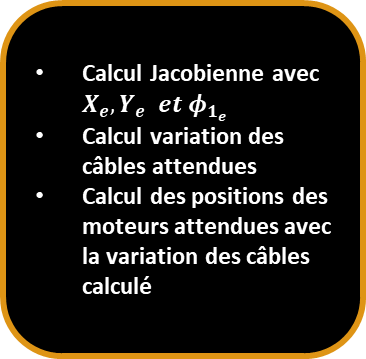 • Calcul Jacobienne avec
Xₑ, Yₑ et ϕ₁ₑ
• Calcul variation des
câbles attendues
• Calcul des positions des
moteurs attendues avec
la variation des câbles
calculé